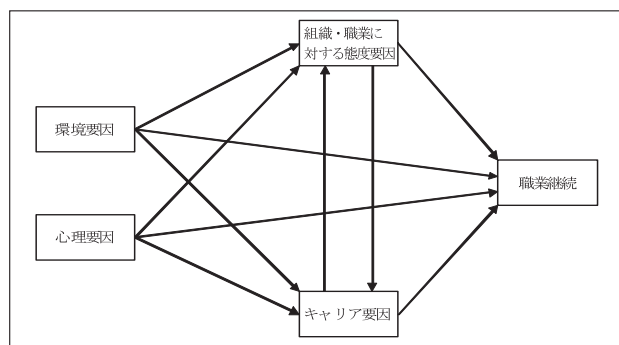 組織・職業に
対する態度要因
環境要因
職業継続
心理要因
キャリア要因